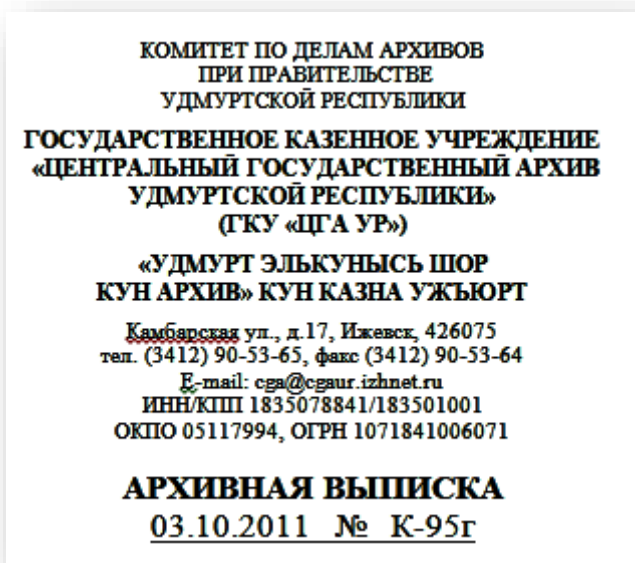 КОМИТЕТ ПО ДЕЛАМ АРХИВОВ
ПРИ ПРАВИТЕЛЬСТВЕ
УДМУРТСКОЙ РЕСПУБЛИКИ
ГОСУДАРСТВЕННОЕ КАЗЕННОЕ УЧРЕЖДЕНИЕ
«ЦЕНТРАЛЬНЫЙ ГОСУДАРСТВЕННЫЙ АРХИВ
УДМУРТСКОЙ РЕСПУБЛИКИ»
(ГКУ «ЦГА УР»)
«УДМУРТ ЭЛЬКУНЫСЬ ШОР
КУН АРХИВ» КУН КАЗНА УЖЪЮРТ
Камбарская ул., д.17, Ижевск, 426075
тел. (3412) 90-53-65, факс (3412) 90-53-64
E-mail: cga@cgaur.izhnet.ru
ИНН/КПП 1835078841/183501001
ОКПО 05117994, ОГРН 1071841006071
АРХИВНАЯ ВЫПИСКА
03.10.2011 № К-95г